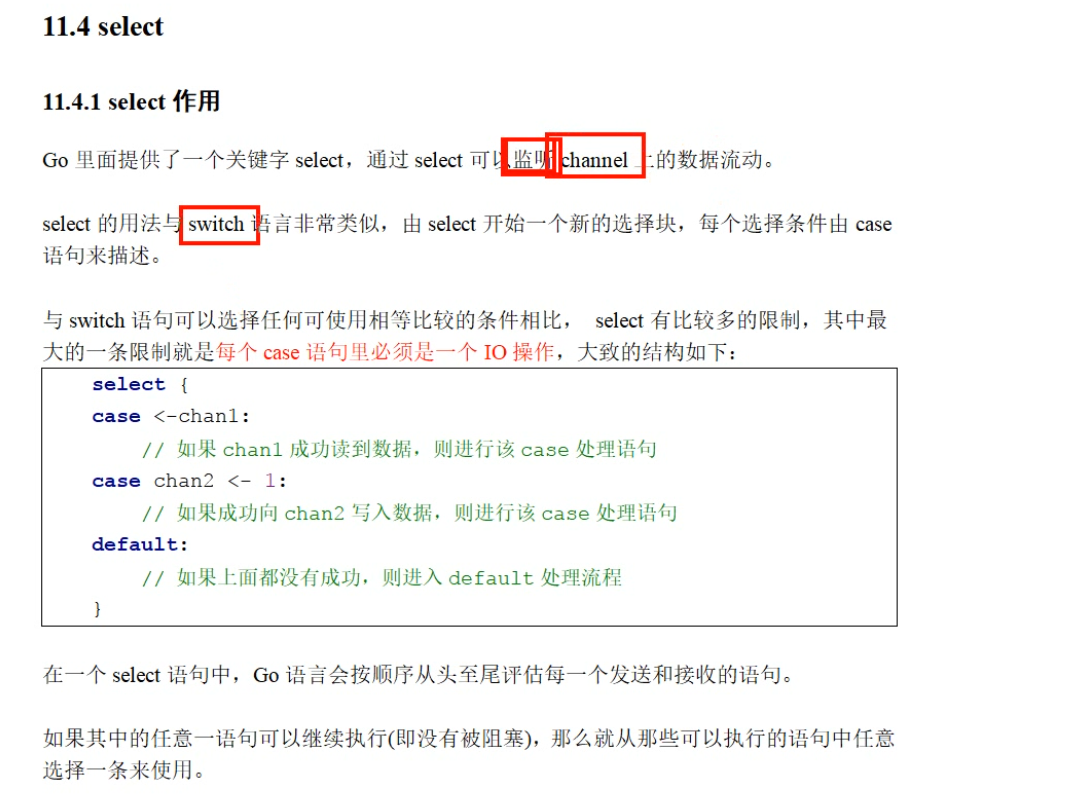 11.4 select
11.4.1 select 作用
Go 里面提供了一个关键字 select，通过 select 可以监听 channel 上的数据流动。
select 的用法与 switch 语言非常类似，由 select 开始一个新的选择块，每个选择条件由 case
语句来描述。
与 switch 语句可以选择任何可使用相等比较的条件相比， select 有比较多的限制，其中最
大的一条限制就是每个 case 语句里必须是一个 IO 操作，大致的结构如下：
select {
case <-chan1:
// 如果 chan1 成功读到数据，则进行该 case 处理语句
case chan2 <- 1:
// 如果成功向 chan2 写入数据，则进行该 case 处理语句
default:
// 如果上面都没有成功，则进入 default 处理流程
}
在一个 select 语句中，Go 语言会按顺序从头至尾评估每一个发送和接收的语句。
如果其中的任意一语句可以继续执行(即没有被阻塞)，那么就从那些可以执行的语句中任意
选择一条来使用。